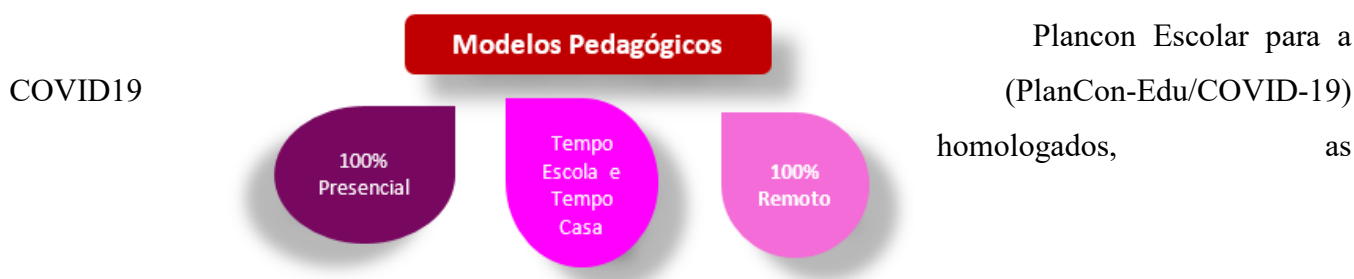 Modelos Pedagógicos
Plancon Escolar para a
COVID19
(PlanCon-Edu/COVID-19)
homologados, as
100%
Presencial
Tempo
Escola e
Tempo
Casa
100%
Remoto